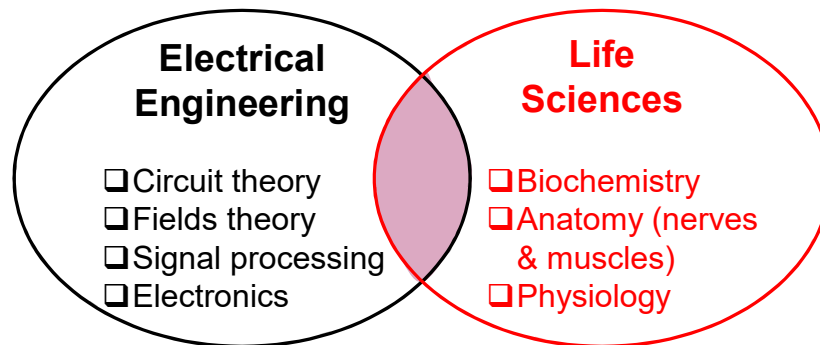 Electrical
Engineering
❑Circuit theory
❑Fields theory
❑Signal processing
❑Electronics
Life
Sciences
❑Biochemistry
❑Anatomy (nerves
& muscles)
❑Physiology